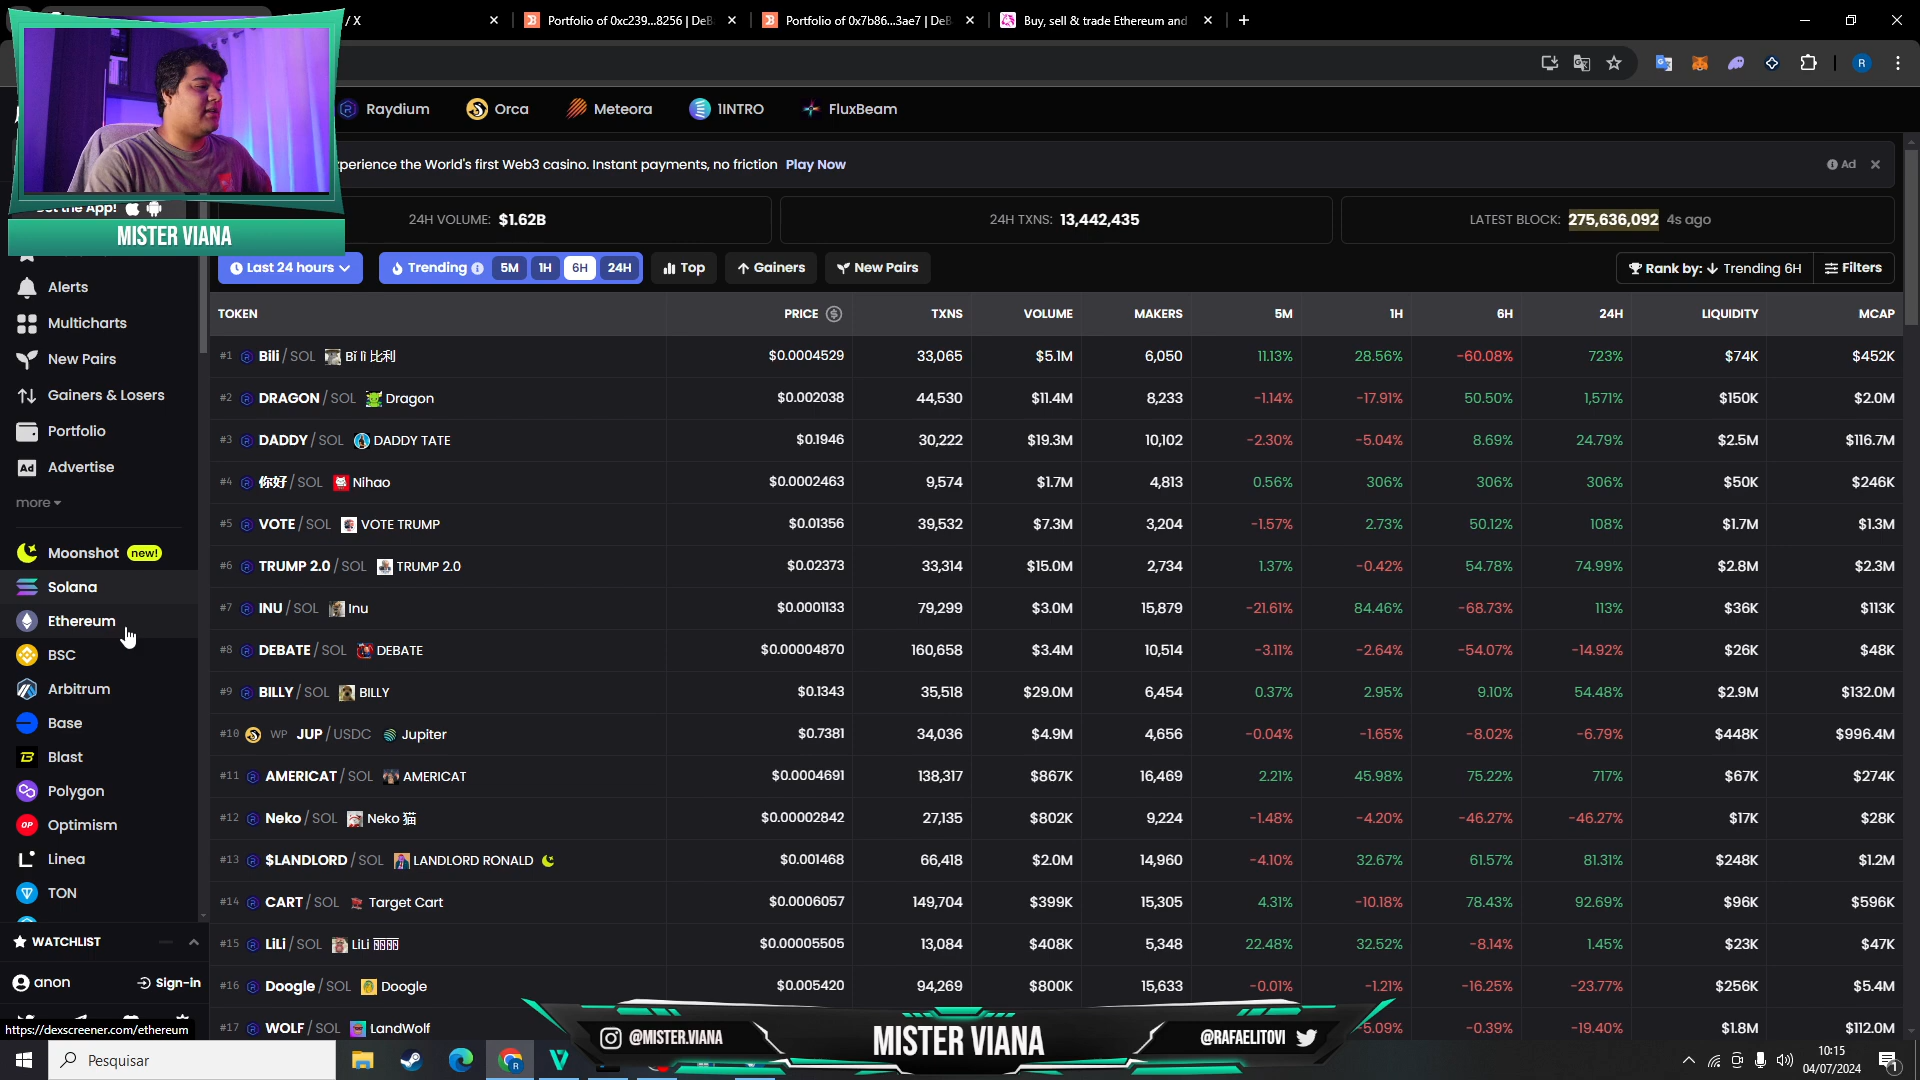 / X
Portfolio of 0xc239...8256 | DeB
Portfolio of 0x7b86...3ae7 | DeB
Buy, sell & trade Ethereum and
R
Raydium
Orca
Meteora
1INTRO
FluxBeam
perience the World's first Web3 casino. Instant payments, no friction Play Now
Ad
Get the App!
MISTER VIANA
24H VOLUME: $1.62B
24H TXNS: 13,442,435
LATEST BLOCK: 275,636,092 4s ago
Last 24 hours
Trending 5M 1H 6H 24H
Top
Gainers
New Pairs
Rank by: Trending 6H
Filters
Alerts
Multicharts
New Pairs
Gainers & Losers
Portfolio
Ad Advertise
more
Moonshot new!
Solana
Ethereum
BSC
Arbitrum
Base
Blast
Polygon
OP Optimism
Linea
TON
WATCHLIST
anon Sign-in
https://dexscreener.com/ethereum
TOKEN PRICE TXNS VOLUME MAKERS 5M 1H 6H 24H LIQUIDITY MCAP
#1 Bili / SOL Bǐ lì 比利 $0.0004529 33,065 $5.1M 6,050 11.13% 28.56% -60.08% 723% $74K $452K
#2 DRAGON / SOL Dragon $0.002038 44,530 $11.4M 8,233 -1.14% -17.91% 50.50% 1,571% $150K $2.0M
#3 DADDY / SOL DADDY TATE $0.1946 30,222 $19.3M 10,102 -2.30% -5.04% 8.69% 24.79% $2.5M $116.7M
#4 你好 / SOL Nihao $0.0002463 9,574 $1.7M 4,813 0.56% 306% 306% 306% $50K $246K
#5 VOTE / SOL VOTE TRUMP $0.01356 39,532 $7.3M 3,204 -1.57% 2.73% 50.12% 108% $1.7M $1.3M
#6 TRUMP 2.0 / SOL TRUMP 2.0 $0.02373 33,314 $15.0M 2,734 1.37% -0.42% 54.78% 74.99% $2.8M $2.3M
#7 INU / SOL Inu $0.0001133 79,299 $3.0M 15,879 -21.61% 84.46% -68.73% 113% $36K $113K
#8 DEBATE / SOL DEBATE $0.00004870 160,658 $3.4M 10,514 -3.11% -2.64% -54.07% -14.92% $26K $48K
#9 BILLY / SOL BILLY $0.1343 35,518 $29.0M 6,454 0.37% 2.95% 9.10% 54.48% $2.9M $132.0M
#10 WP JUP / USDC Jupiter $0.7381 34,036 $4.9M 4,656 -0.04% -1.65% -8.02% -6.79% $448K $996.4M
#11 AMERICAT / SOL AMERICAT $0.0004691 138,317 $867K 16,469 2.21% 45.98% 75.22% 717% $67K $274K
#12 Neko / SOL Neko 猫 $0.00002842 27,135 $802K 9,224 -1.48% -4.20% -46.27% -46.27% $17K $28K
#13 $LANDLORD / SOL LANDLORD RONALD $0.001468 66,418 $2.0M 14,960 -4.10% 32.67% 61.57% 81.31% $248K $1.2M
#14 CART / SOL Target Cart $0.0006057 149,704 $399K 15,305 4.31% -10.18% 78.43% 92.69% $96K $596K
#15 LiLi / SOL LiLi 丽丽 $0.00005505 13,084 $408K 5,348 22.48% 32.52% -8.14% 1.45% $23K $47K
#16 Doogle / SOL Doogle $0.005420 94,269 $800K 15,633 -0.01% -1.21% -16.25% -23.77% $256K $5.4M
#17 WOLF / SOL LandWolf 5.09% -0.39% -19.40% $1.8M $112.0M
@MISTER.VIANA
MISTER VIANA
@RAFAELITOVI
Pesquisar
10:15
04/07/2024
1